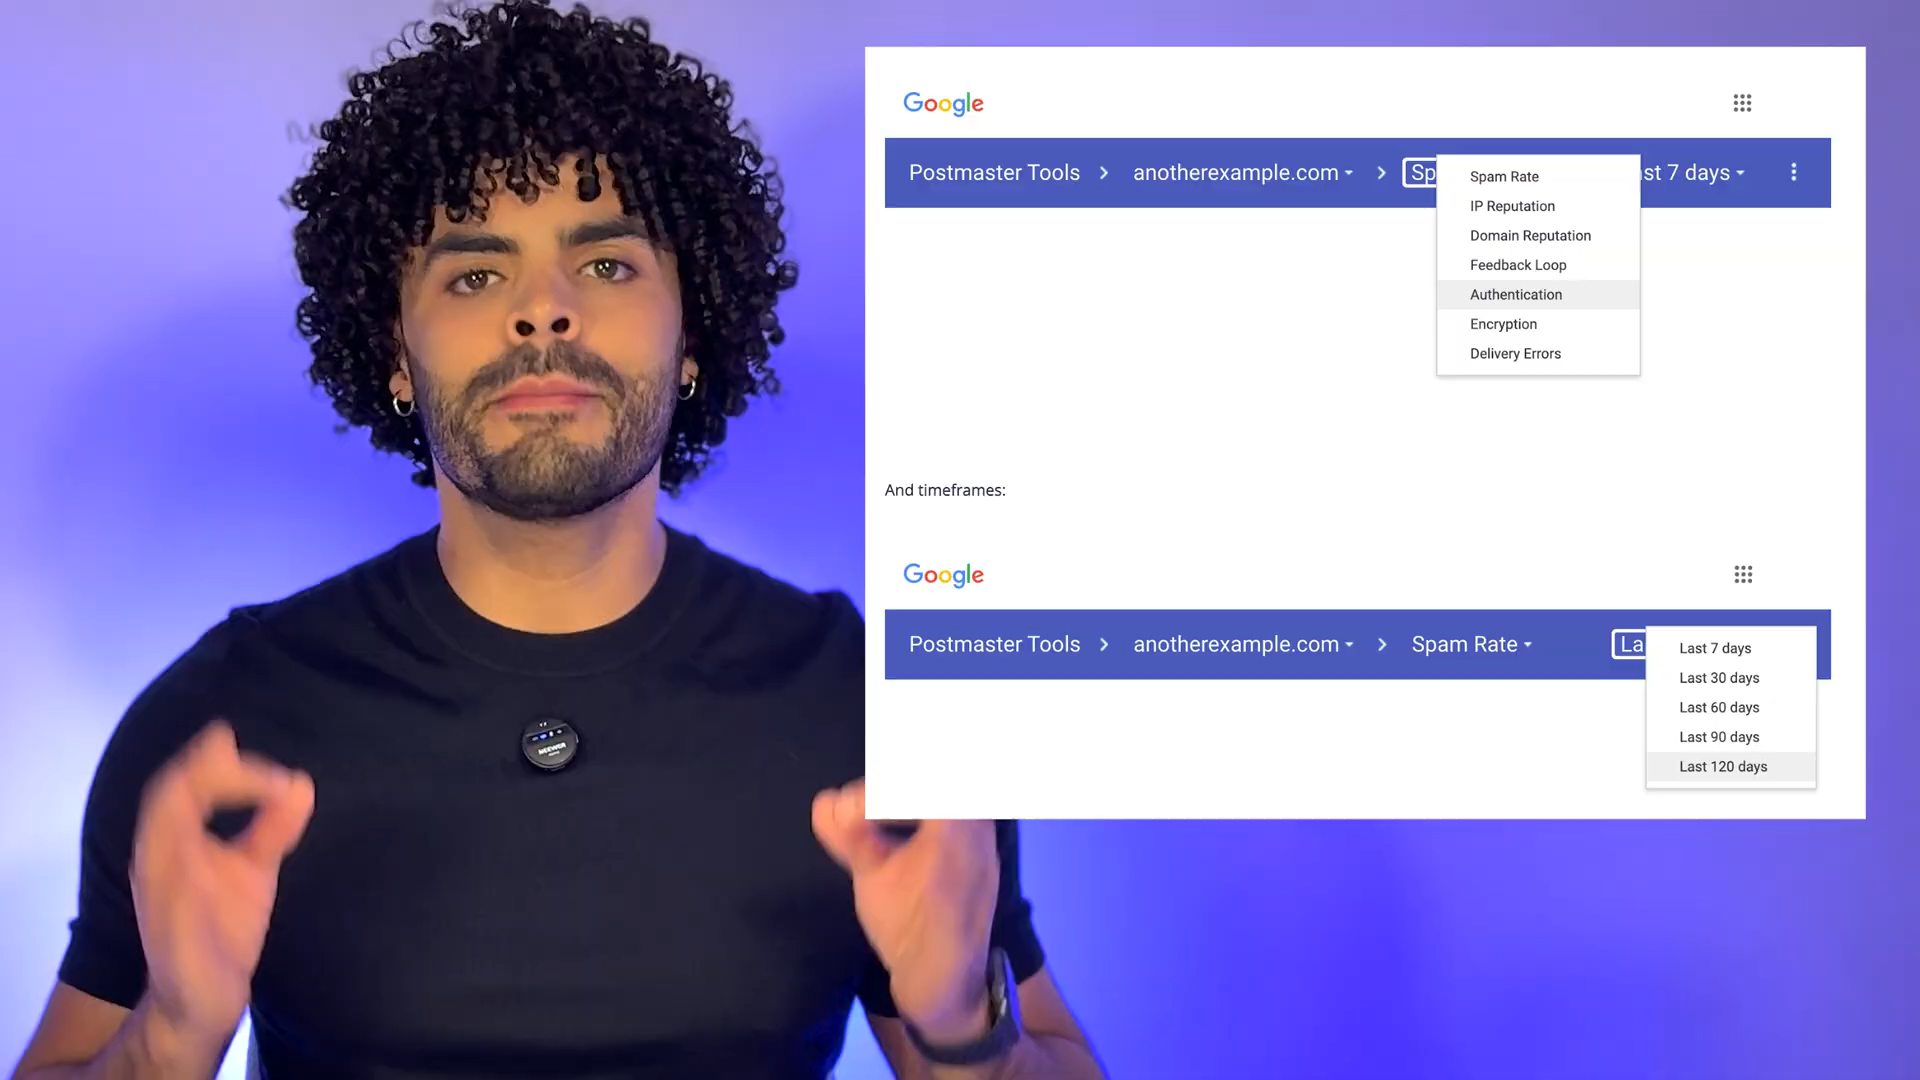 Google
Postmaster Tools > anotherexample.com > Sp st 7 days
Spam Rate
IP Reputation
Domain Reputation
Feedback Loop
Authentication
Encryption
Delivery Errors
And timeframes:
Google
Postmaster Tools > anotherexample.com > Spam Rate La
Last 7 days
Last 30 days
Last 60 days
Last 90 days
Last 120 days
NEEWER